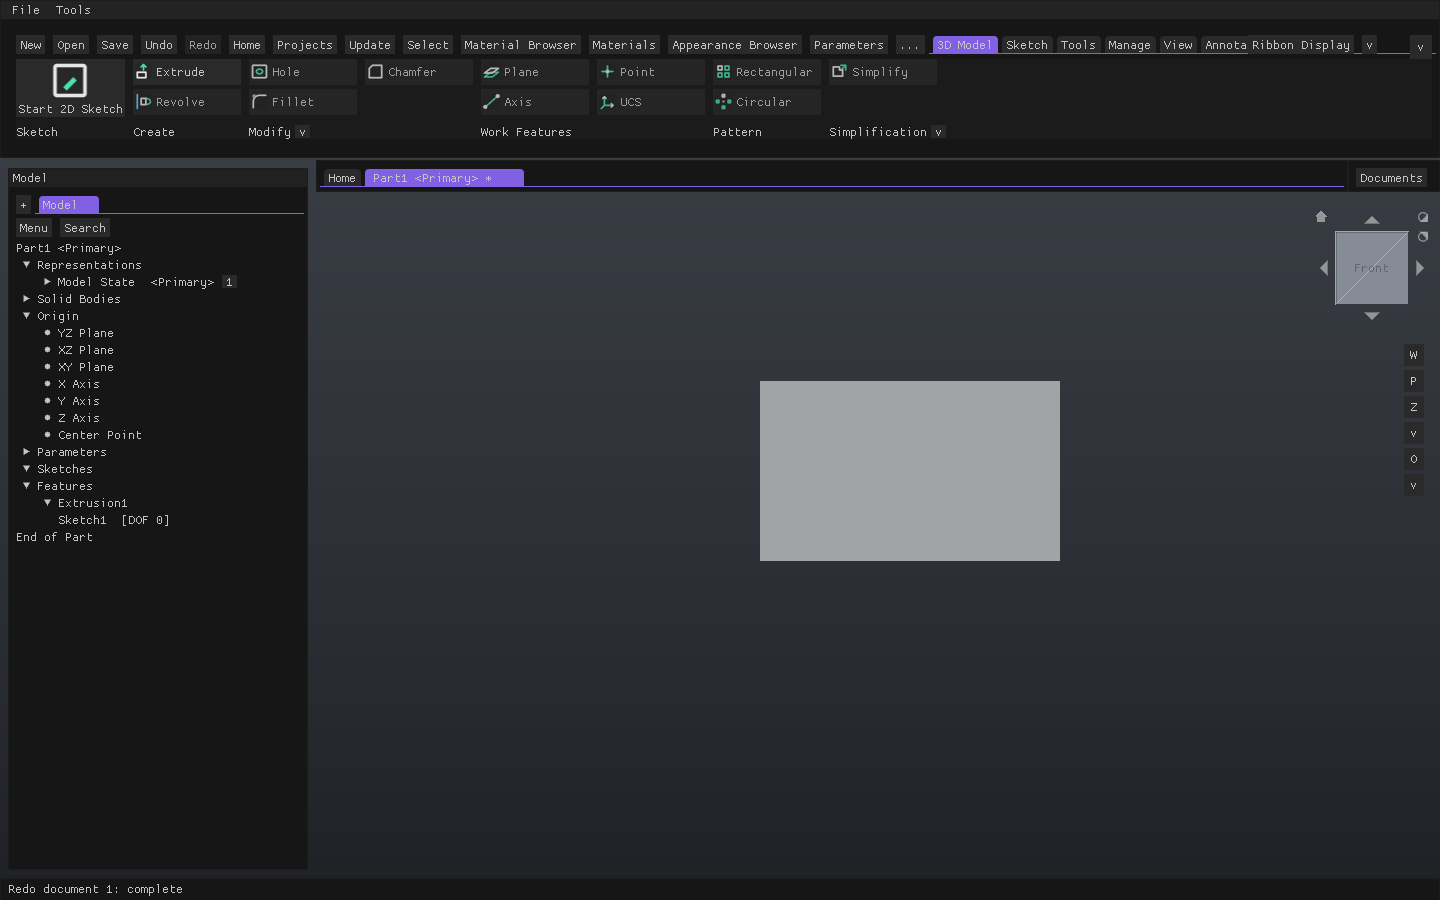 File Tools
New Open Save Undo Redo Home Projects Update Select Material Browser Materials Appearance Browser Parameters ... 3D Model Sketch Tools Manage View Annota Ribbon Display v v
Extrude Hole Chamfer Plane Point Rectangular Simplify
Start 2D Sketch Revolve Fillet Axis UCS Circular
Sketch Create Modify v Work Features Pattern Simplification v
Model
Home Part1 <Primary> * Documents
+ Model
Menu Search
Part1 <Primary>
Representations
Model State <Primary> 1
Solid Bodies
Origin
YZ Plane
XZ Plane
XY Plane
X Axis
Y Axis
Z Axis
Center Point
Parameters
Sketches
Features
Extrusion1
Sketch1 [DOF 0]
End of Part
Front
W
P
Z
v
O
v
Redo document 1: complete